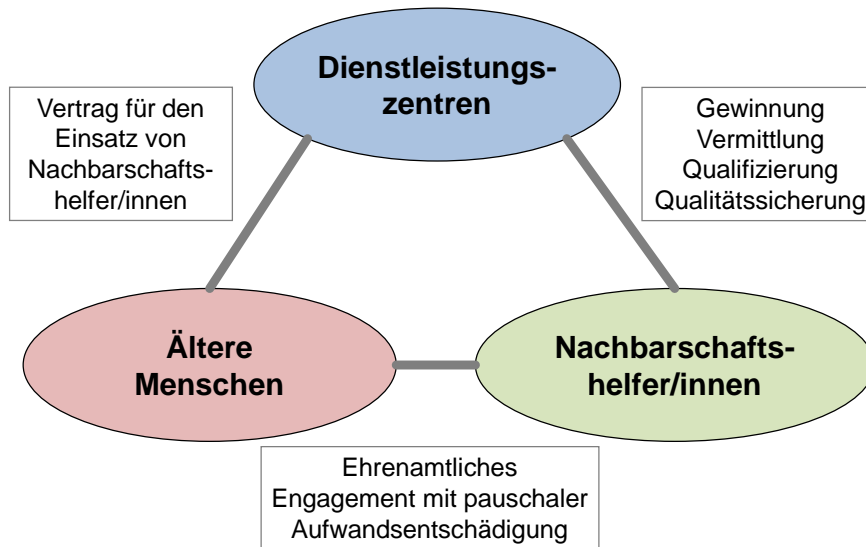 Dienstleistungs-
zentren
Vertrag für den
Einsatz von
Nachbarschafts-
helfer/innen
Gewinnung
Vermittlung
Qualifizierung
Qualitätssicherung
Ältere
Menschen
Nachbarschafts-
helfer/innen
Ehrenamtliches
Engagement mit pauschaler
Aufwandsentschädigung